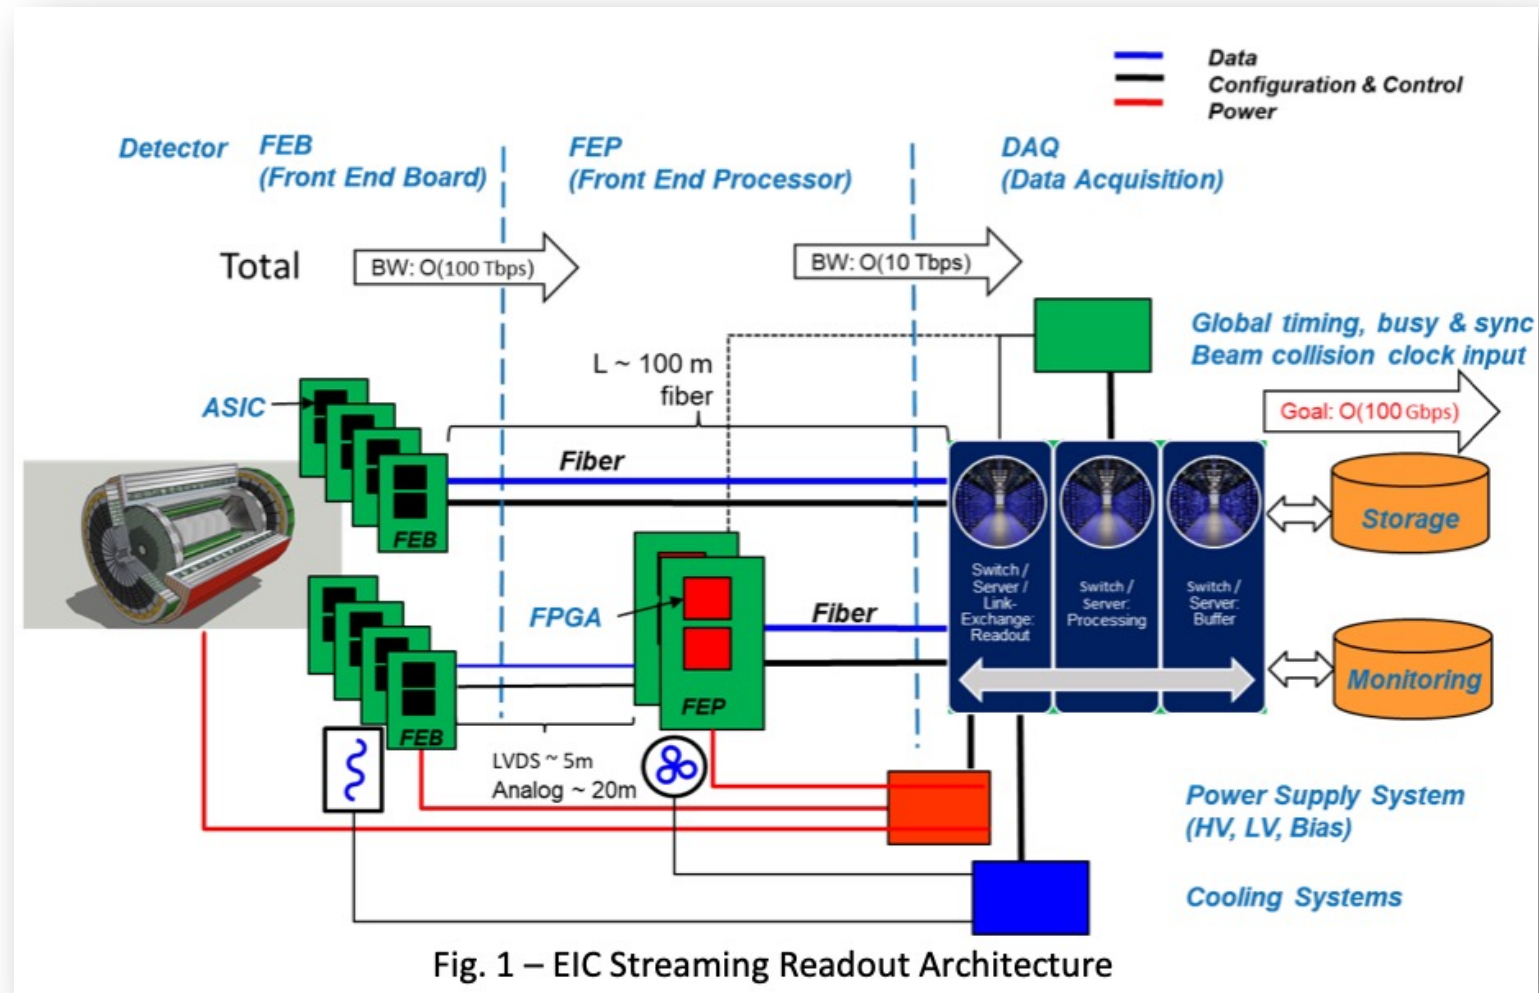 Data
Configuration & Control
Power
Detector
FEB
(Front End Board)
FEP
(Front End Processor)
DAQ
(Data Acquisition)
Total
BW: O(100 Tbps)
BW: O(10 Tbps)
Global timing, busy & sync
Beam collision clock input
L ~ 100 m
fiber
ASIC
Goal: O(100 Gbps)
Fiber
FEB
Storage
Switch /
Server /
Link-
Exchange:
Readout
Switch /
Server:
Processing
Switch /
Server:
Buffer
FPGA
Fiber
FEP
Monitoring
FEB
LVDS ~ 5m
Analog ~ 20m
Power Supply System
(HV, LV, Bias)
Cooling Systems
Fig. 1 – EIC Streaming Readout Architecture